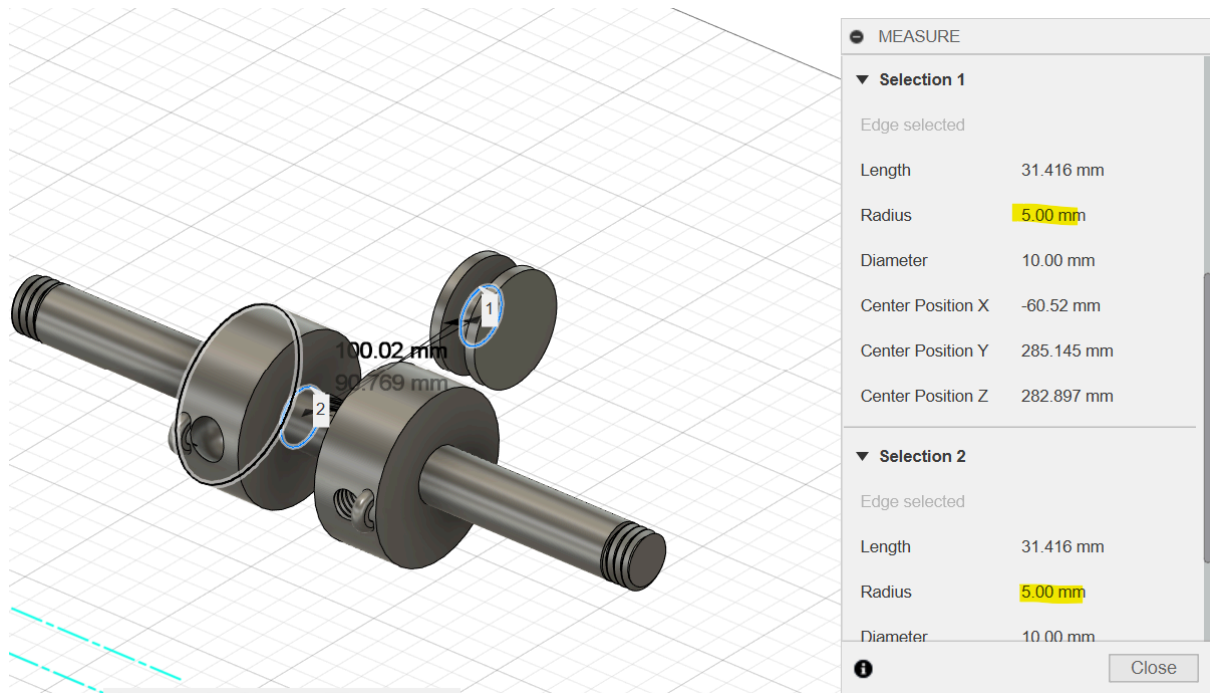 MEASURE
Selection 1
Edge selected
Length 31.416 mm
Radius 5.00 mm
Diameter 10.00 mm
Center Position X -60.52 mm
Center Position Y 285.145 mm
Center Position Z 282.897 mm
Selection 2
Edge selected
Length 31.416 mm
Radius 5.00 mm
Diameter 10.00 mm
Close
1
100.02 mm
90.769 mm
2